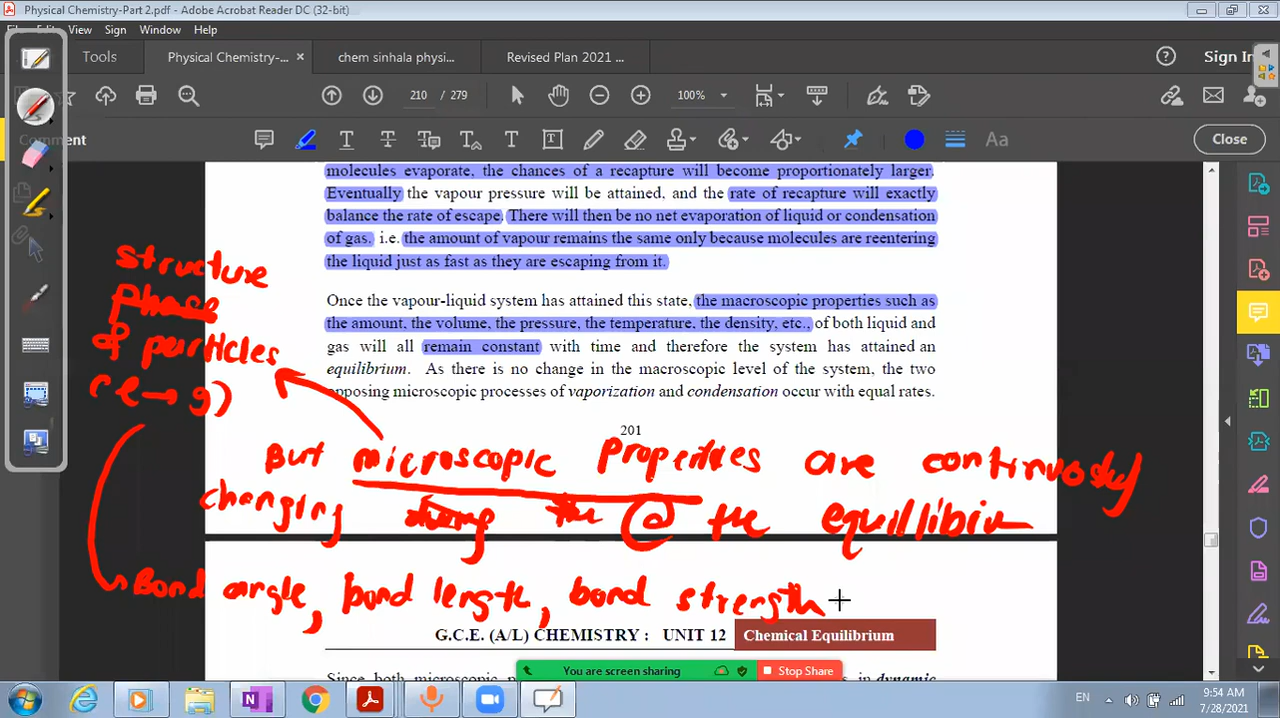 Physical Chemistry-Part 2.pdf - Adobe Acrobat Reader DC (32-bit)
View Sign Window Help
Tools Physical Chemistry-... × chem sinhala physi... Revised Plan 2021 ... Sign In
210 / 279 100%
Comment Close
molecules evaporate, the chances of a recapture will become proportionately larger.
Eventually the vapour pressure will be attained, and the rate of recapture will exactly
balance the rate of escape. There will then be no net evaporation of liquid or condensation
of gas. i.e. the amount of vapour remains the same only because molecules are reentering
the liquid just as fast as they are escaping from it.
Once the vapour-liquid system has attained this state, the macroscopic properties such as
the amount, the volume, the pressure, the temperature, the density, etc., of both liquid and
gas will all remain constant with time and therefore the system has attained an
equilibrium. As there is no change in the macroscopic level of the system, the two
opposing microscopic processes of vaporization and condensation occur with equal rates.
201
structure
phase
of particles
(l → g)
But microscopic properties are continuosly
changing @ the equillibium
Bond angle, bond length, bond strength
G.C.E. (A/L) CHEMISTRY : UNIT 12 Chemical Equilibrium
You are screen sharing Stop Share
Since both microscopic in dynamic
EN 9:54 AM
7/28/2021